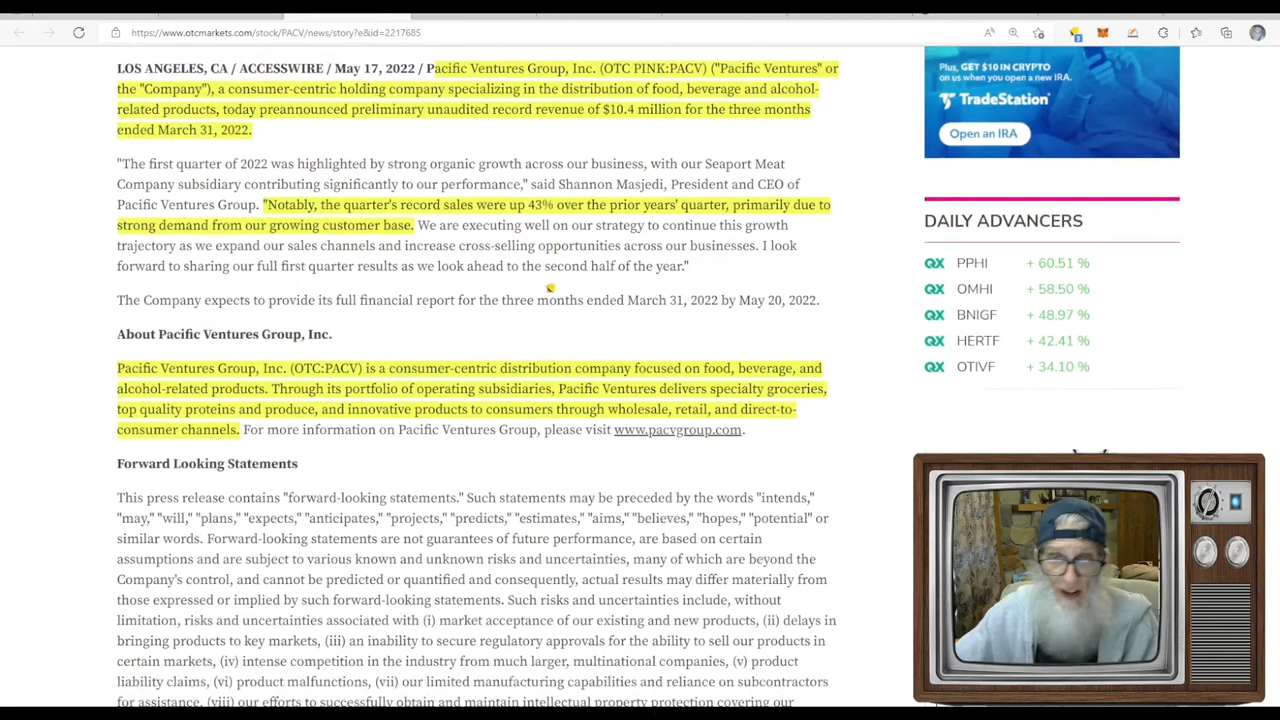 https://www.otcmarkets.com/stock/PACV/news/story?e&id=2217685
LOS ANGELES, CA / ACCESSWIRE / May 17, 2022 / Pacific Ventures Group, Inc. (OTC PINK:PACV) ("Pacific Ventures" or
the "Company"), a consumer-centric holding company specializing in the distribution of food, beverage and alcohol-
related products, today preannounced preliminary unaudited record revenue of $10.4 million for the three months
ended March 31, 2022.
"The first quarter of 2022 was highlighted by strong organic growth across our business, with our Seaport Meat
Company subsidiary contributing significantly to our performance," said Shannon Masjedi, President and CEO of
Pacific Ventures Group. "Notably, the quarter's record sales were up 43% over the prior years' quarter, primarily due to
strong demand from our growing customer base. We are executing well on our strategy to continue this growth
trajectory as we expand our sales channels and increase cross-selling opportunities across our businesses. I look
forward to sharing our full first quarter results as we look ahead to the second half of the year."
The Company expects to provide its full financial report for the three months ended March 31, 2022 by May 20, 2022.
About Pacific Ventures Group, Inc.
Pacific Ventures Group, Inc. (OTC:PACV) is a consumer-centric distribution company focused on food, beverage, and
alcohol-related products. Through its portfolio of operating subsidiaries, Pacific Ventures delivers specialty groceries,
top quality proteins and produce, and innovative products to consumers through wholesale, retail, and direct-to-
consumer channels. For more information on Pacific Ventures Group, please visit www.pacvgroup.com.
Forward Looking Statements
This press release contains "forward-looking statements." Such statements may be preceded by the words "intends,"
"may," "will," "plans," "expects," "anticipates," "projects," "predicts," "estimates," "aims," "believes," "hopes," "potential" or
similar words. Forward-looking statements are not guarantees of future performance, are based on certain
assumptions and are subject to various known and unknown risks and uncertainties, many of which are beyond the
Company's control, and cannot be predicted or quantified and consequently, actual results may differ materially from
those expressed or implied by such forward-looking statements. Such risks and uncertainties include, without
limitation, risks and uncertainties associated with (i) market acceptance of our existing and new products, (ii) delays in
bringing products to key markets, (iii) an inability to secure regulatory approvals for the ability to sell our products in
certain markets, (iv) intense competition in the industry from much larger, multinational companies, (v) product
liability claims, (vi) product malfunctions, (vii) our limited manufacturing capabilities and reliance on subcontractors
for assistance, (viii) our efforts to successfully obtain and maintain intellectual property protection covering our
Plus, GET $10 IN CRYPTO
on us when you open a new IRA.
TradeStation
Open an IRA
DAILY ADVANCERS
QX PPHI + 60.51 %
QX OMHI + 58.50 %
QX BNIGF + 48.97 %
QX HERTF + 42.41 %
QX OTIVF + 34.10 %